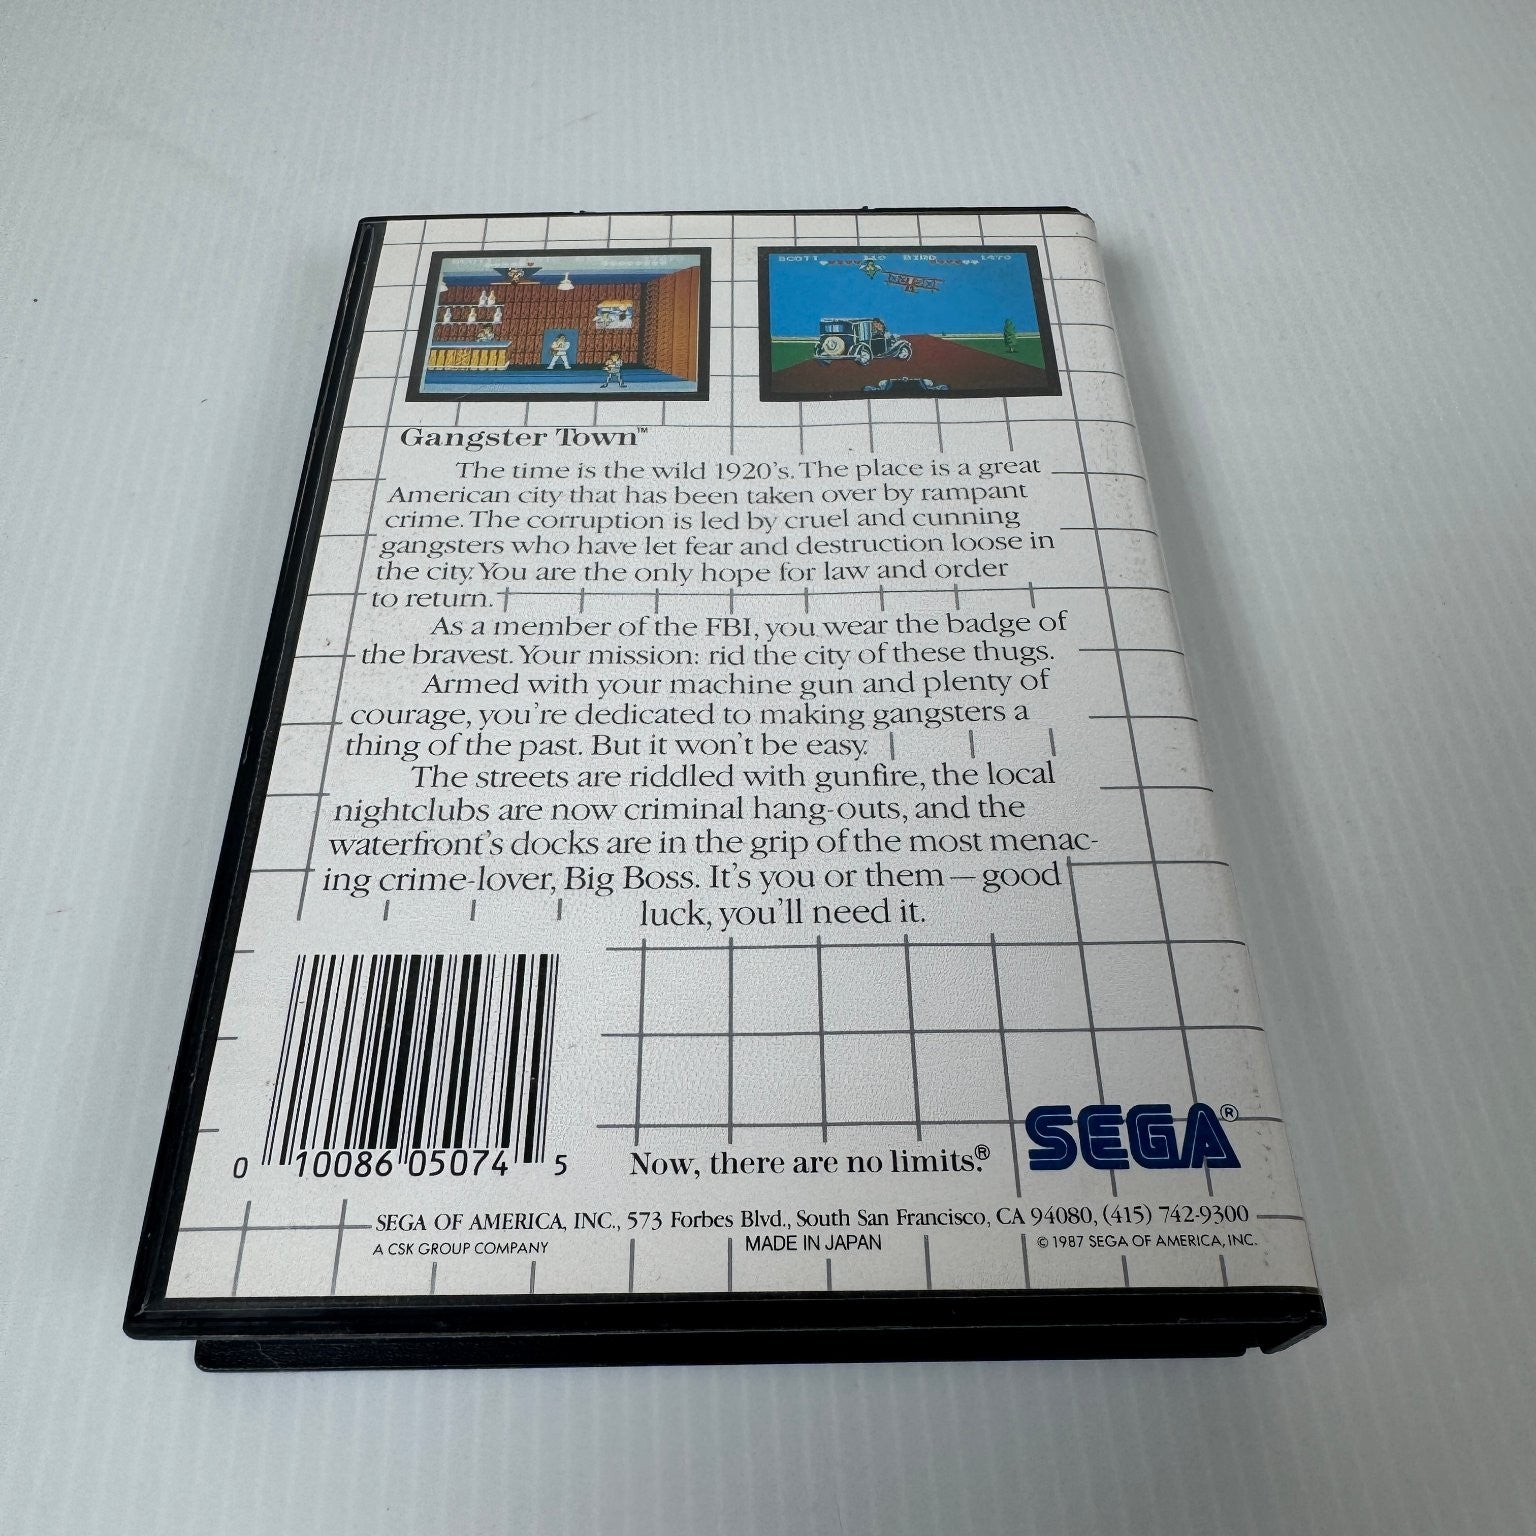 SCOTT 110 BIRD 1470
Gangster Town™
The time is the wild 1920's. The place is a great
American city that has been taken over by rampant
crime. The corruption is led by cruel and cunning
gangsters who have let fear and destruction loose in
the city. You are the only hope for law and order
to return.
As a member of the FBI, you wear the badge of
the bravest. Your mission: rid the city of these thugs.
Armed with your machine gun and plenty of
courage, you're dedicated to making gangsters a
thing of the past. But it won't be easy.
The streets are riddled with gunfire, the local
nightclubs are now criminal hang-outs, and the
waterfront's docks are in the grip of the most menac-
ing crime-lover, Big Boss. It's you or them—good
luck, you'll need it.
0 10086 05074 5
Now, there are no limits.®
SEGA®
SEGA OF AMERICA, INC., 573 Forbes Blvd., South San Francisco, CA 94080, (415) 742-9300
A CSK GROUP COMPANY MADE IN JAPAN © 1987 SEGA OF AMERICA, INC.